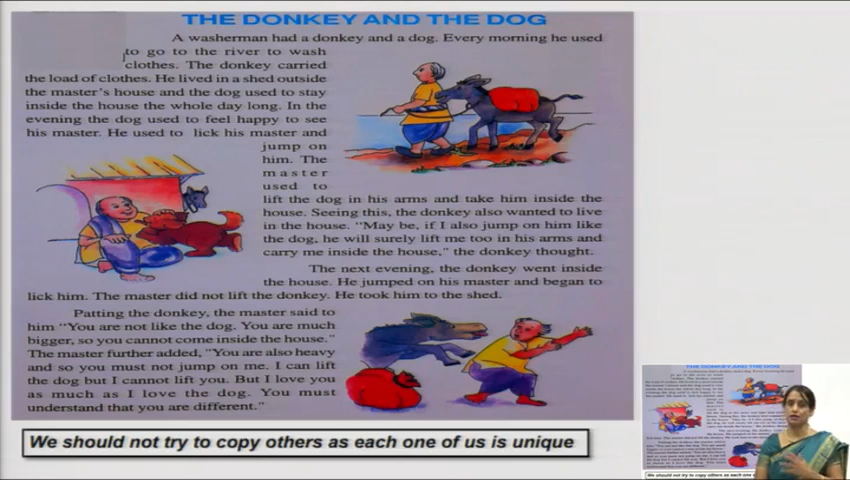 THE DONKEY AND THE DOG
A washerman had a donkey and a dog. Every morning he used
to go to the river to wash
clothes. The donkey carried
the load of clothes. He lived in a shed outside
the master's house and the dog used to stay
inside the house the whole day long. In the
evening the dog used to feel happy to see
his master. He used to lick his master and
jump on
him. The
master
used to
lift the dog in his arms and take him inside the
house. Seeing this, the donkey also wanted to live
in the house. "May be, if I also jump on him like
the dog, he will surely lift me too in his arms and
carry me inside the house," the donkey thought.
The next evening, the donkey went inside
the house. He jumped on his master and began to
lick him. The master did not lift the donkey. He took him to the shed.
Patting the donkey, the master said to
him "You are not like the dog. You are much
bigger, so you cannot come inside the house."
The master further added, "You are also heavy
and so you must not jump on me. I can lift
the dog but I cannot lift you. But I love you
as much as I love the dog. You must
understand that you are different."
We should not try to copy others as each one of us is unique
THE DONKEY AND THE DOG